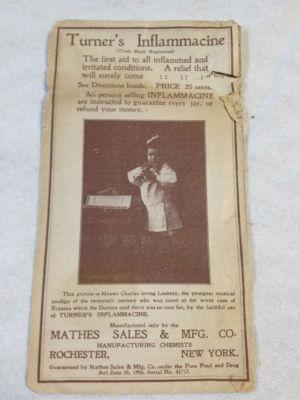 Turner's Inflammacine
(Trade Mark Registered)
The first aid to all inflammed and
irritated conditions. A relief that
will surely come :: ::
See Directions Inside. PRICE 25 cents.
All persons selling INFLAMMACINE
are instructed to guarantee every jar, or
refund your money.
This picture is Master Charles Irving Lindsay, the youngest musical
prodigy of the twentieth century who was cured of the worst case of
Eczema which the Doctors said there was no cure for, by the faithful use
of TURNER'S INFLAMMACINE.
Manufactured only by the
MATHES SALES & MFG. CO.
MANUFACTURING CHEMISTS
ROCHESTER, NEW YORK.
Guaranteed by Mathes Sales & Mfg. Co. under the Pure Food and Drug
Act June 30, 1906. Serial No. 41717.